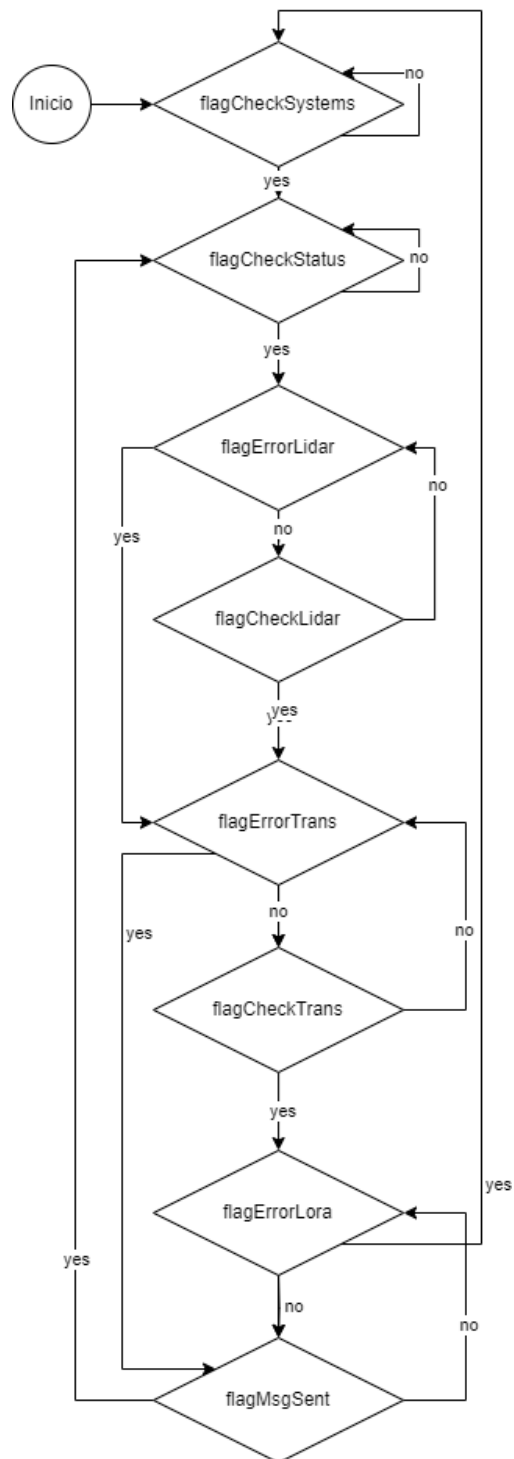 no
Inicio
flagCheckSystems
yes
flagCheckStatus
no
yes
flagErrorLidar
no
no
yes
flagCheckLidar
yes
flagErrorTrans
no
yes
no
flagCheckTrans
yes
yes
flagErrorLora
yes
no
no
flagMsgSent